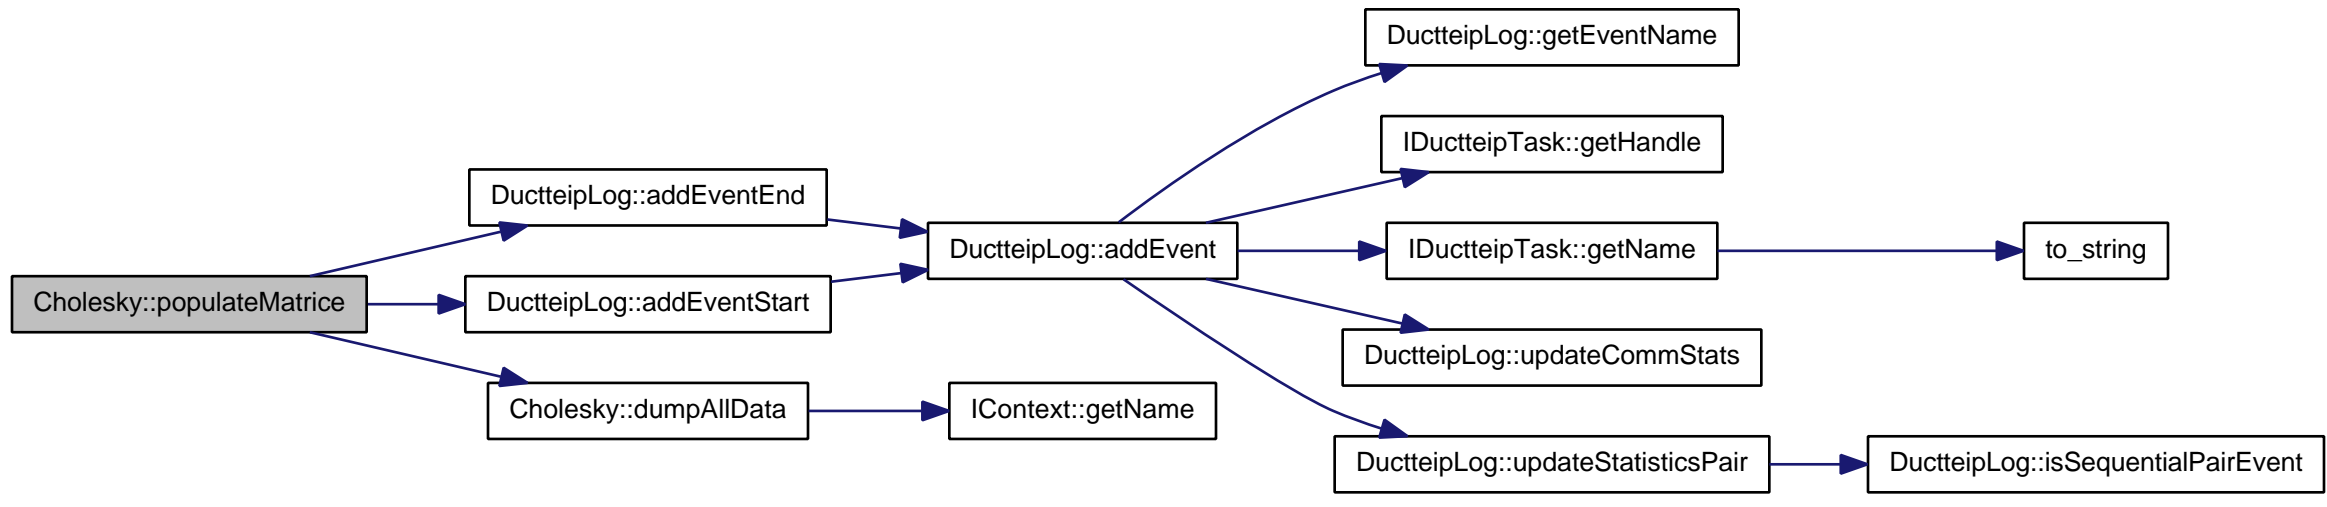 Cholesky::populateMatrice
DuctteipLog::addEventEnd
DuctteipLog::addEventStart
Cholesky::dumpAllData
DuctteipLog::addEvent
IContext::getName
DuctteipLog::getEventName
IDuctteipTask::getHandle
IDuctteipTask::getName
DuctteipLog::updateCommStats
DuctteipLog::updateStatisticsPair
to_string
DuctteipLog::isSequentialPairEvent